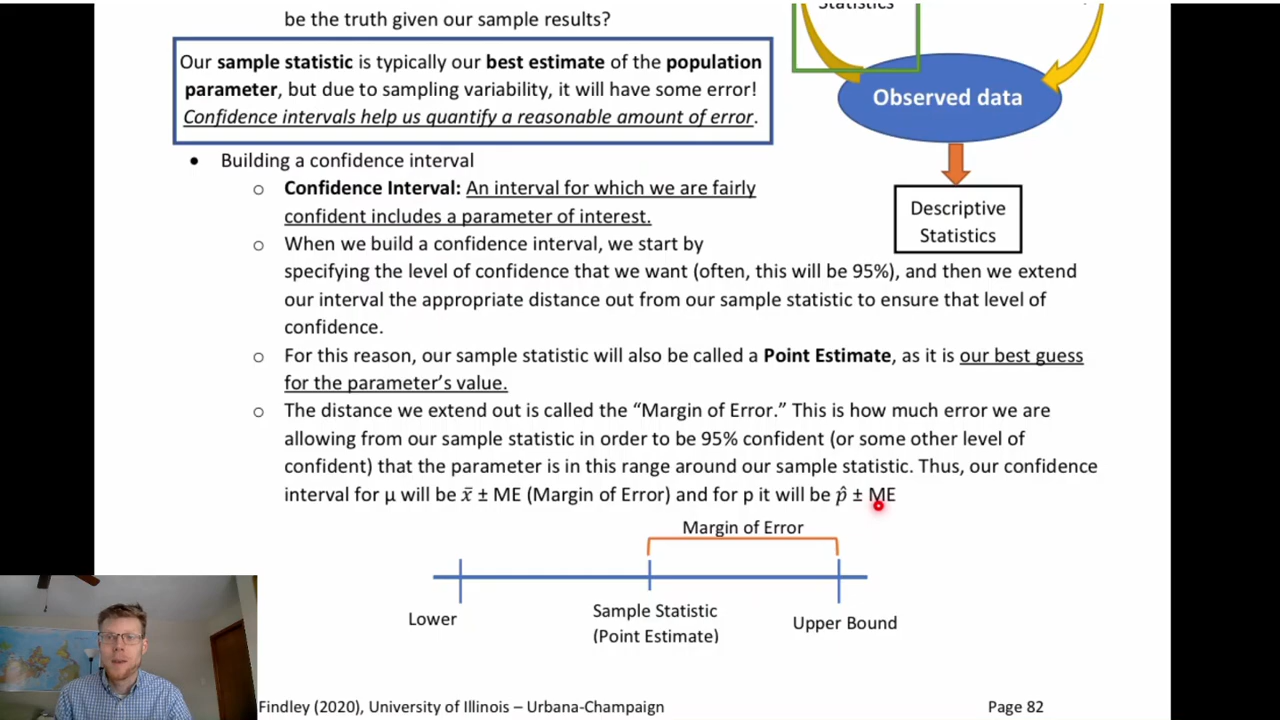 be the truth given our sample results?
Statistics
Our sample statistic is typically our best estimate of the population
parameter, but due to sampling variability, it will have some error!
Confidence intervals help us quantify a reasonable amount of error.
Observed data
• Building a confidence interval
o Confidence Interval: An interval for which we are fairly
confident includes a parameter of interest.
Descriptive
Statistics
o When we build a confidence interval, we start by
specifying the level of confidence that we want (often, this will be 95%), and then we extend
our interval the appropriate distance out from our sample statistic to ensure that level of
confidence.
o For this reason, our sample statistic will also be called a Point Estimate, as it is our best guess
for the parameter’s value.
o The distance we extend out is called the “Margin of Error.” This is how much error we are
allowing from our sample statistic in order to be 95% confident (or some other level of
confident) that the parameter is in this range around our sample statistic. Thus, our confidence
interval for μ will be x̄ ± ME (Margin of Error) and for p it will be p̂ ± ME
Margin of Error
Lower
Sample Statistic
(Point Estimate)
Upper Bound
Findley (2020), University of Illinois – Urbana-Champaign
Page 82